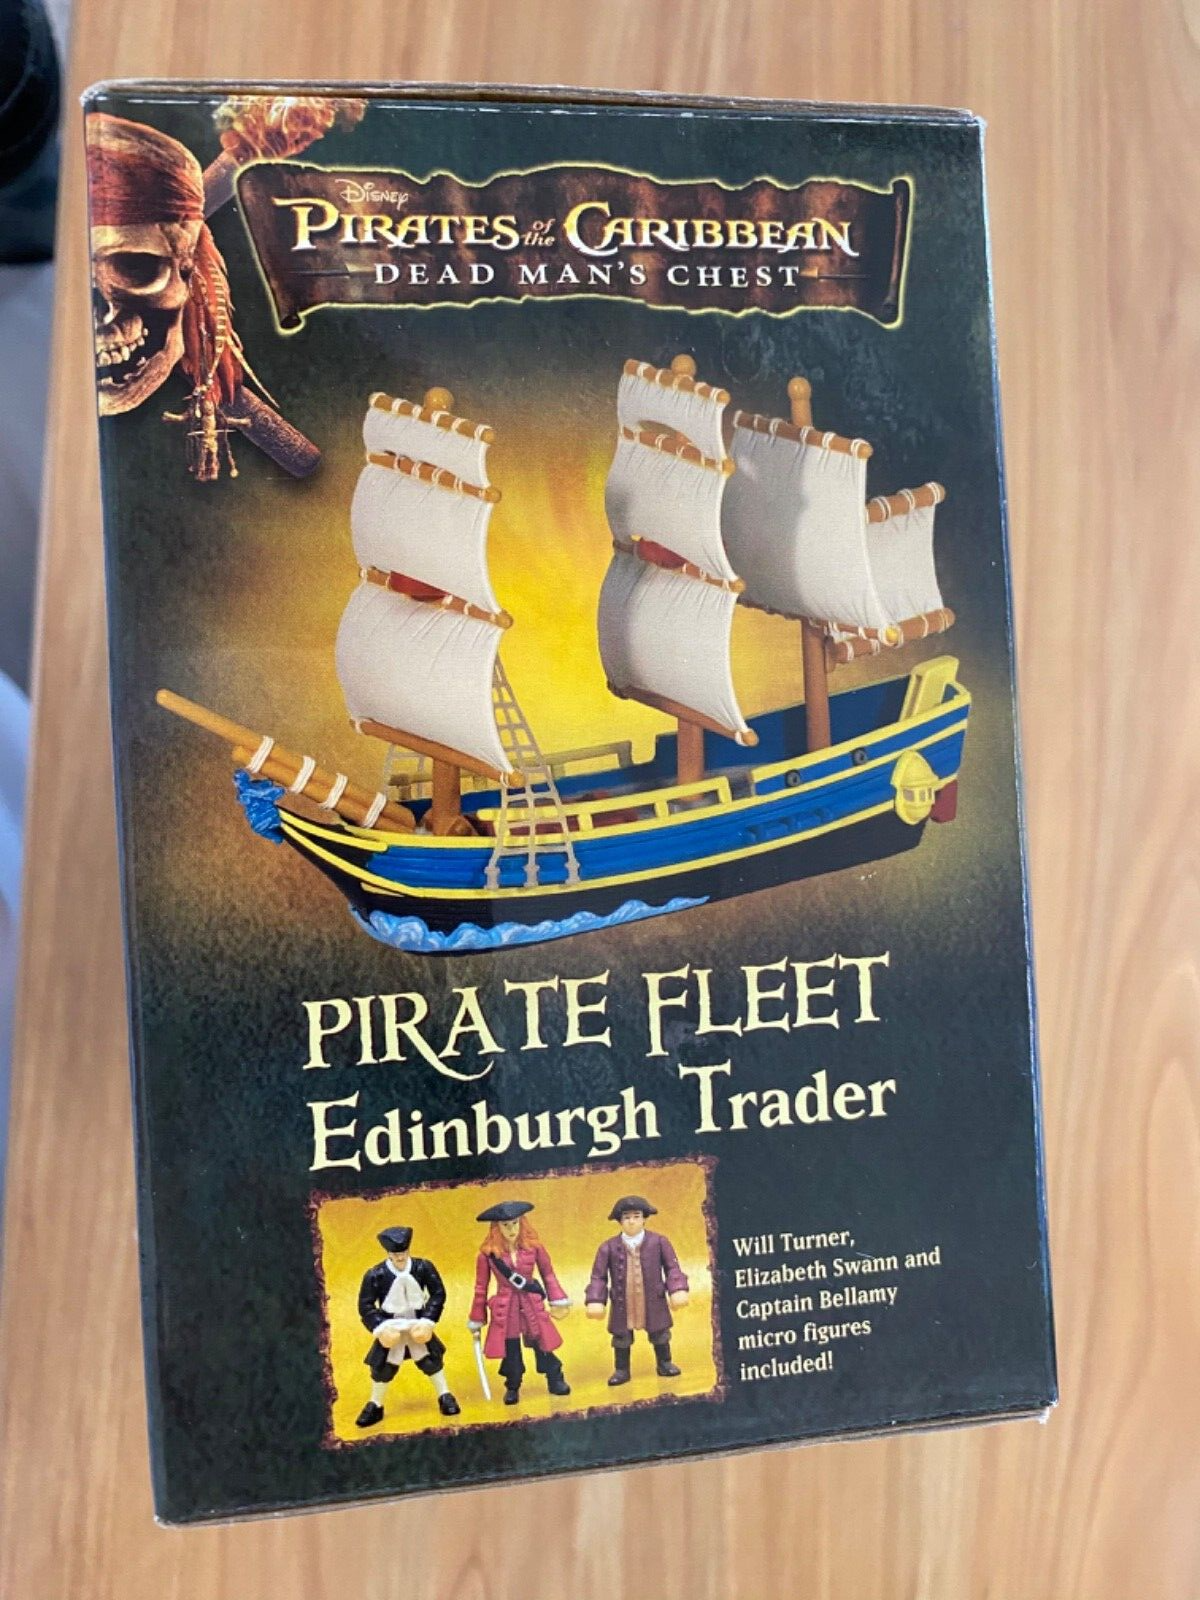 Disney
PIRATES of the CARIBBEAN
DEAD MAN'S CHEST
PIRATE FLEET
Edinburgh Trader
Will Turner,
Elizabeth Swann and
Captain Bellamy
micro figures
included!